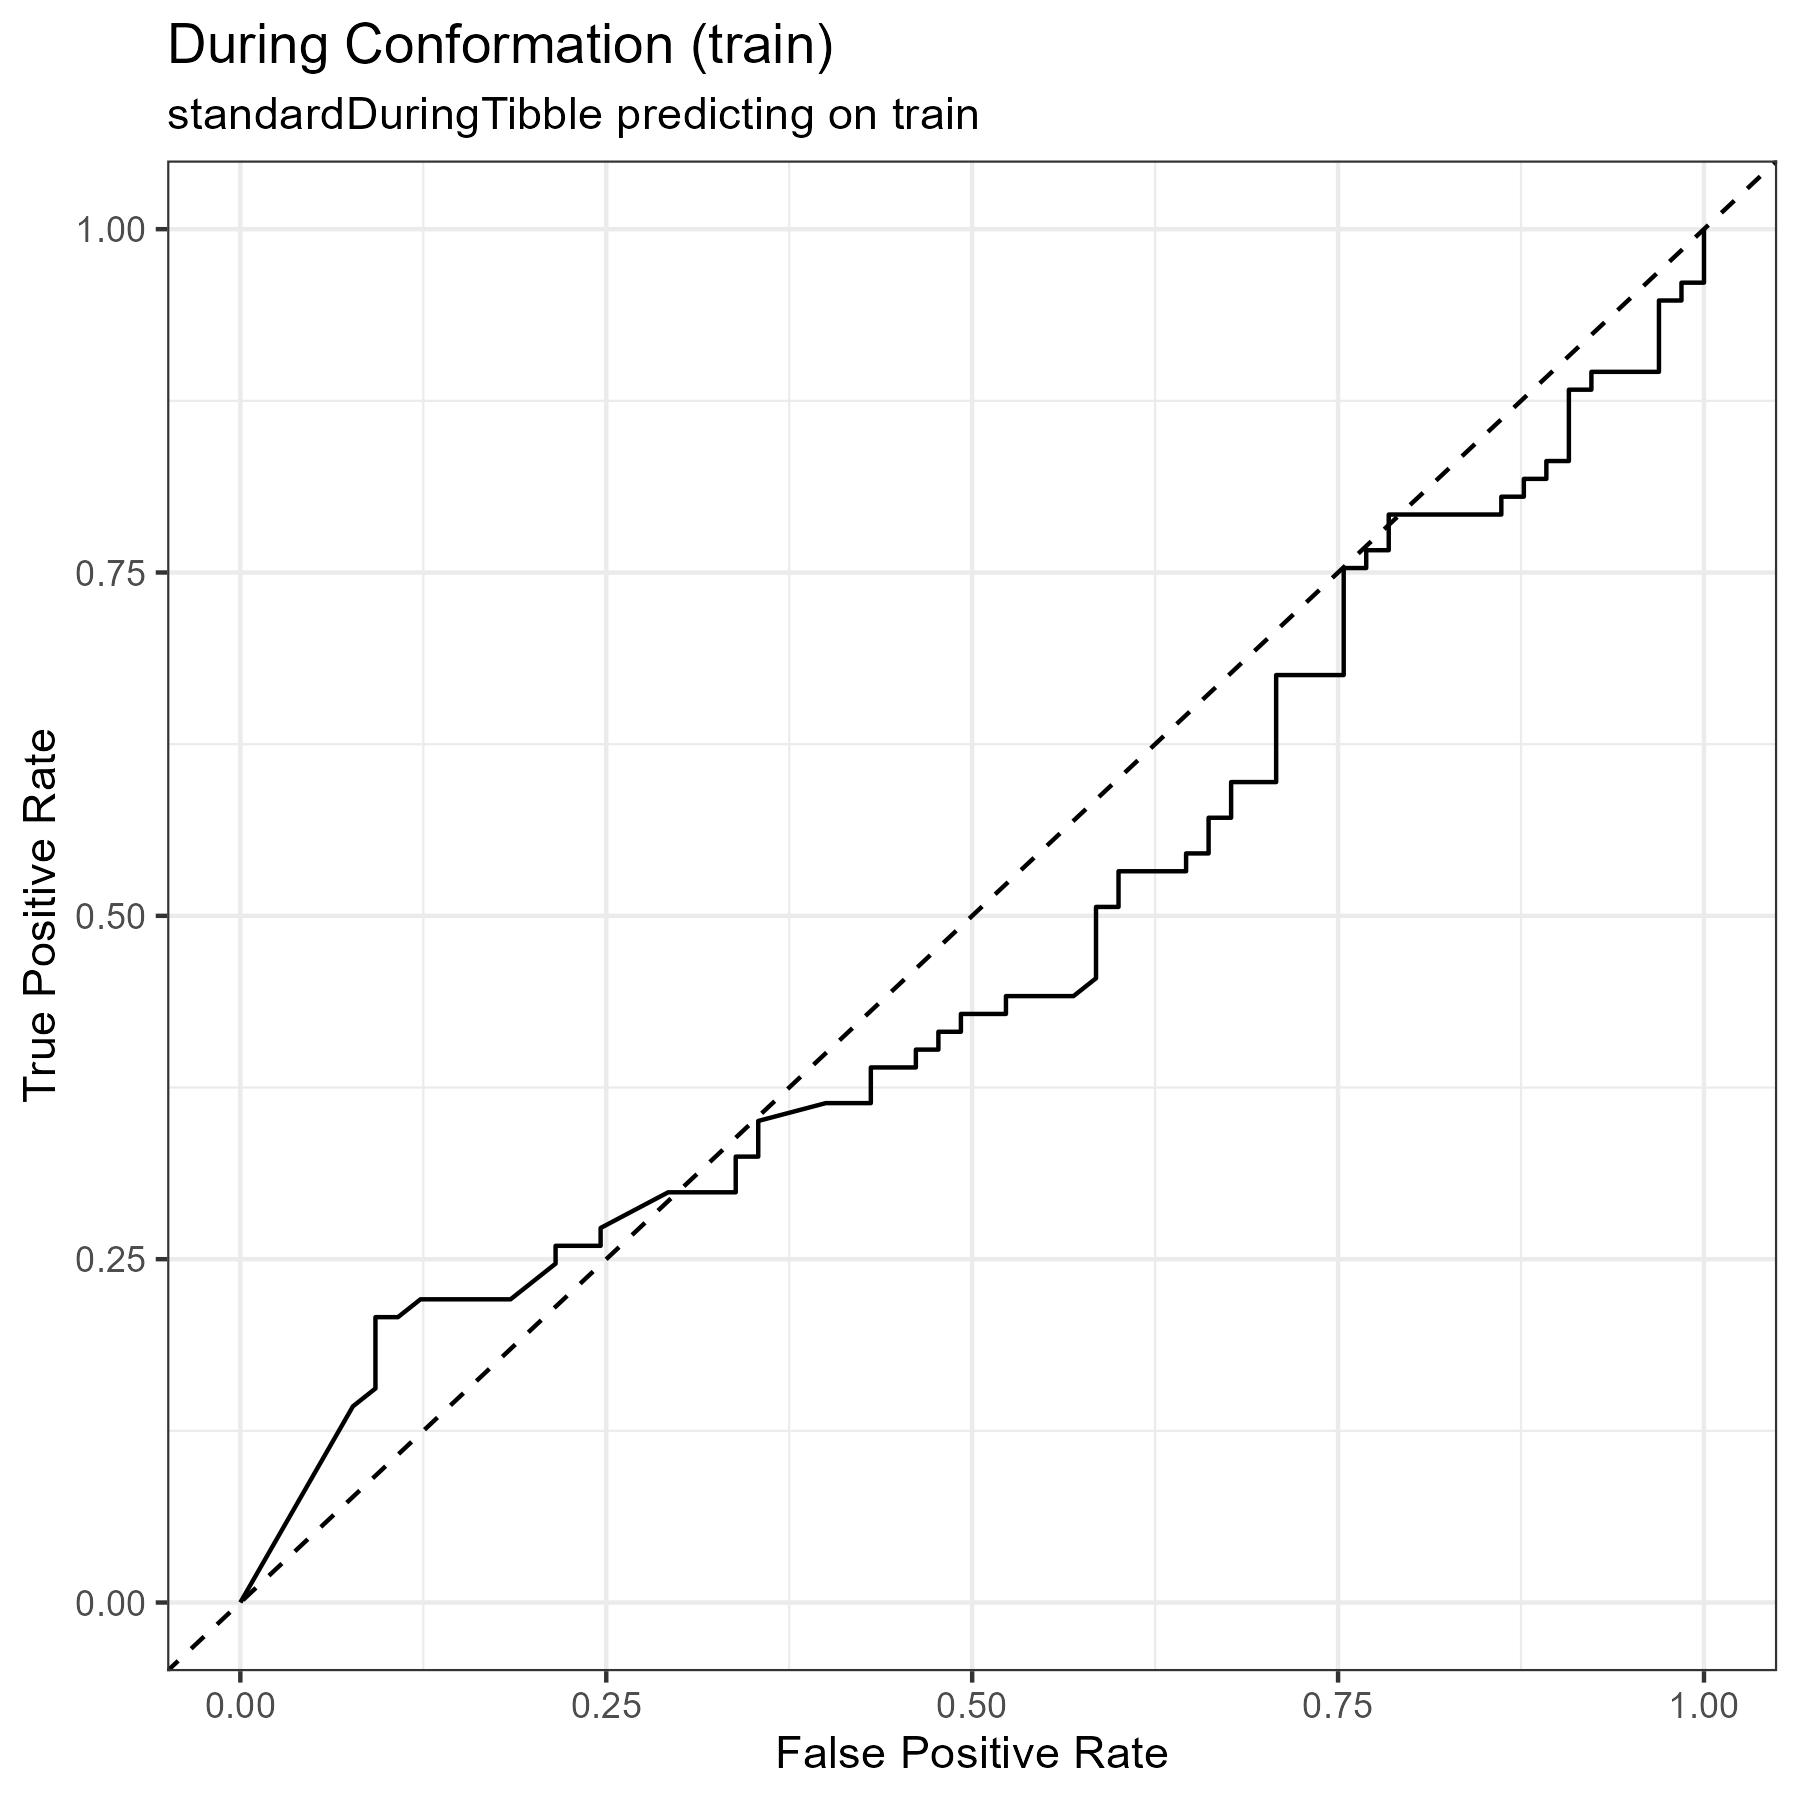 During Conformation (train)
standardDuringTibble predicting on train
True Positive Rate
1.00
0.75
0.50
0.25
0.00
0.00
0.25
0.50
0.75
1.00
False Positive Rate